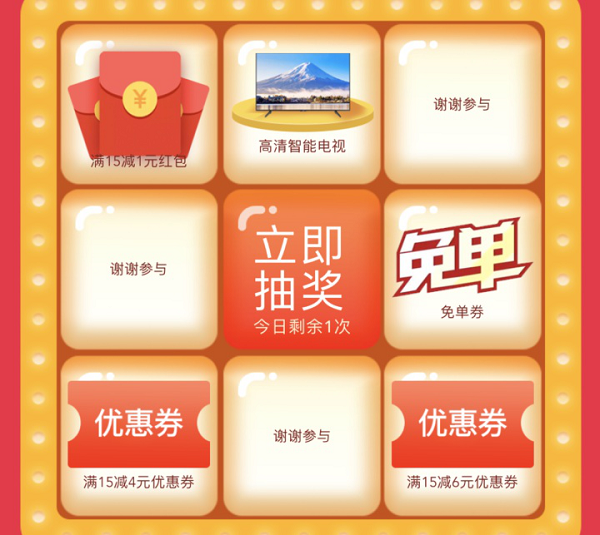 ¥
满15减1元红包
高清智能电视
谢谢参与
谢谢参与
立即
抽奖
今日剩余1次
免单
免单券
优惠券
满15减4元优惠券
谢谢参与
优惠券
满15减6元优惠券